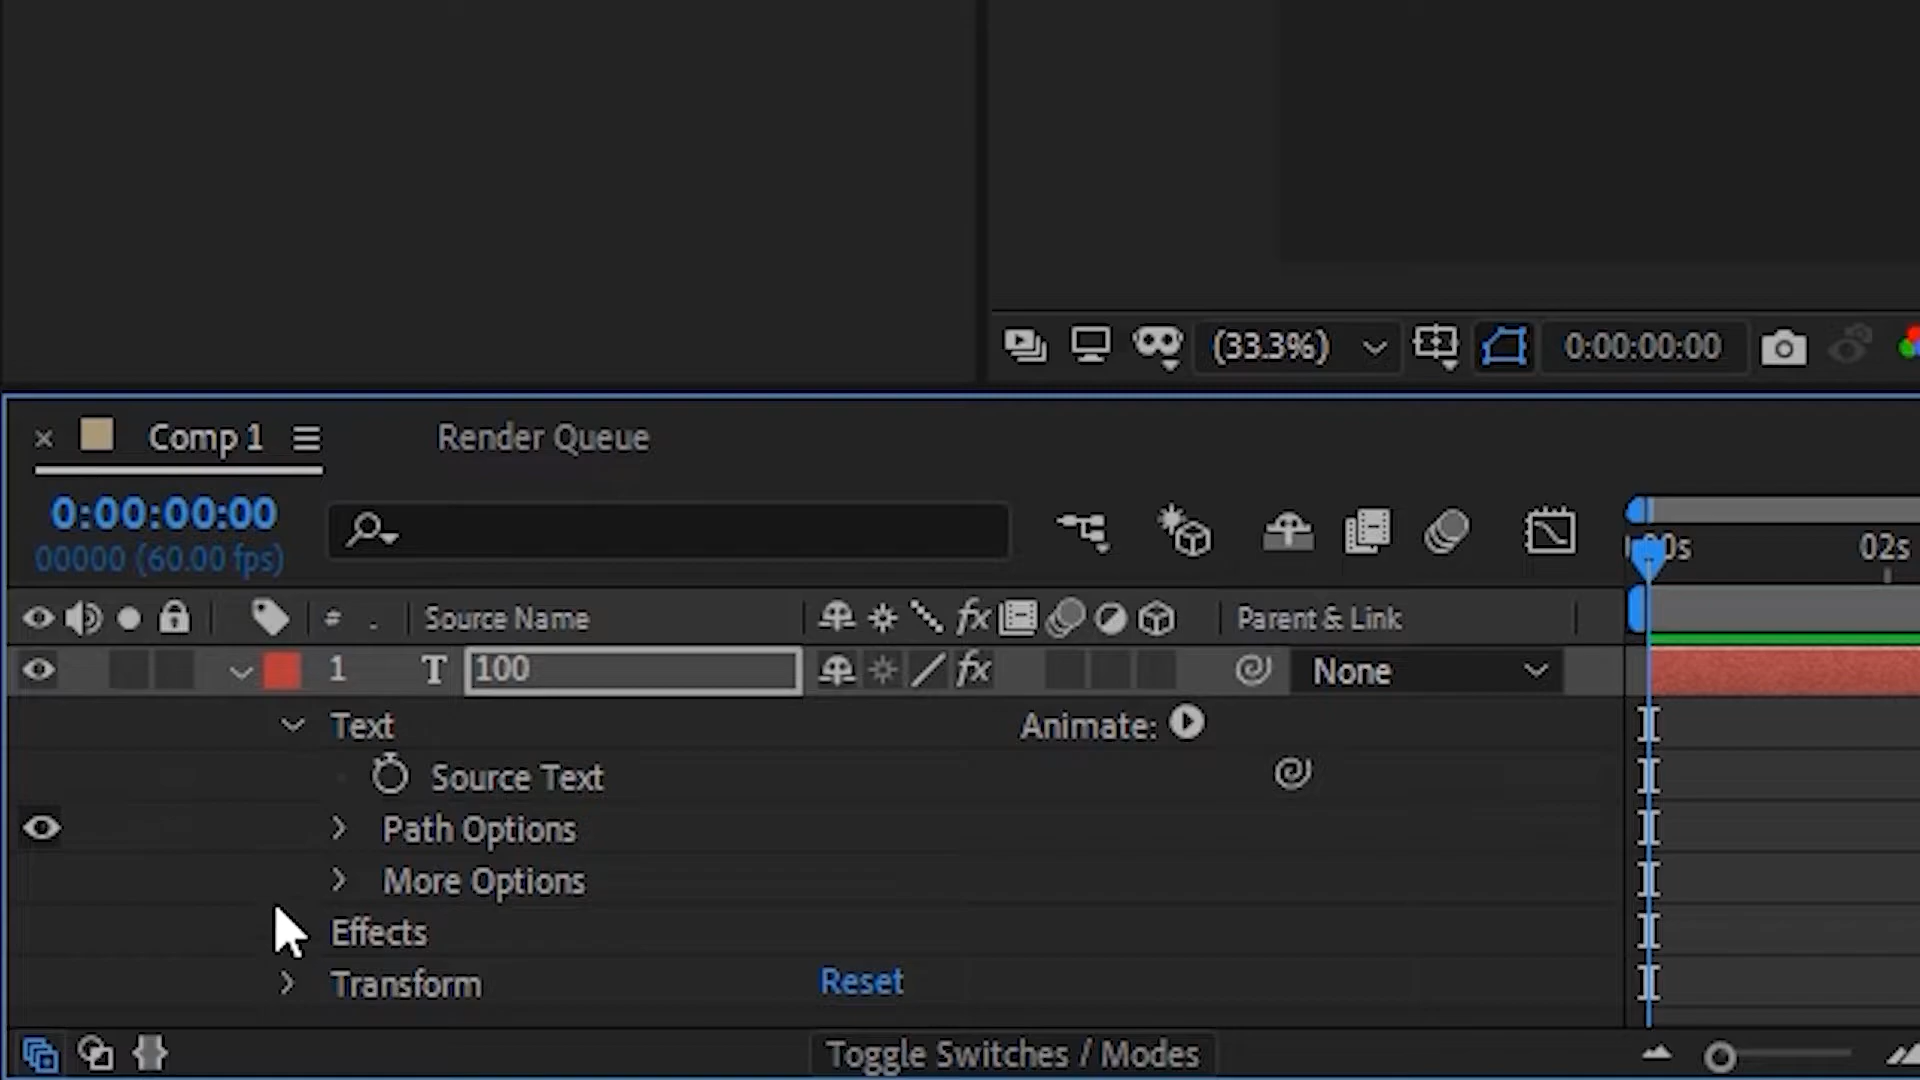 (33.3%) 0:00:00:00
Comp 1 Render Queue
0:00:00:00
00000 (60.00 fps)
02s
# . Source Name fx Parent & Link
1 T 100 fx None
Text Animate:
Source Text
Path Options
More Options
Effects
Transform Reset
Toggle Switches / Modes